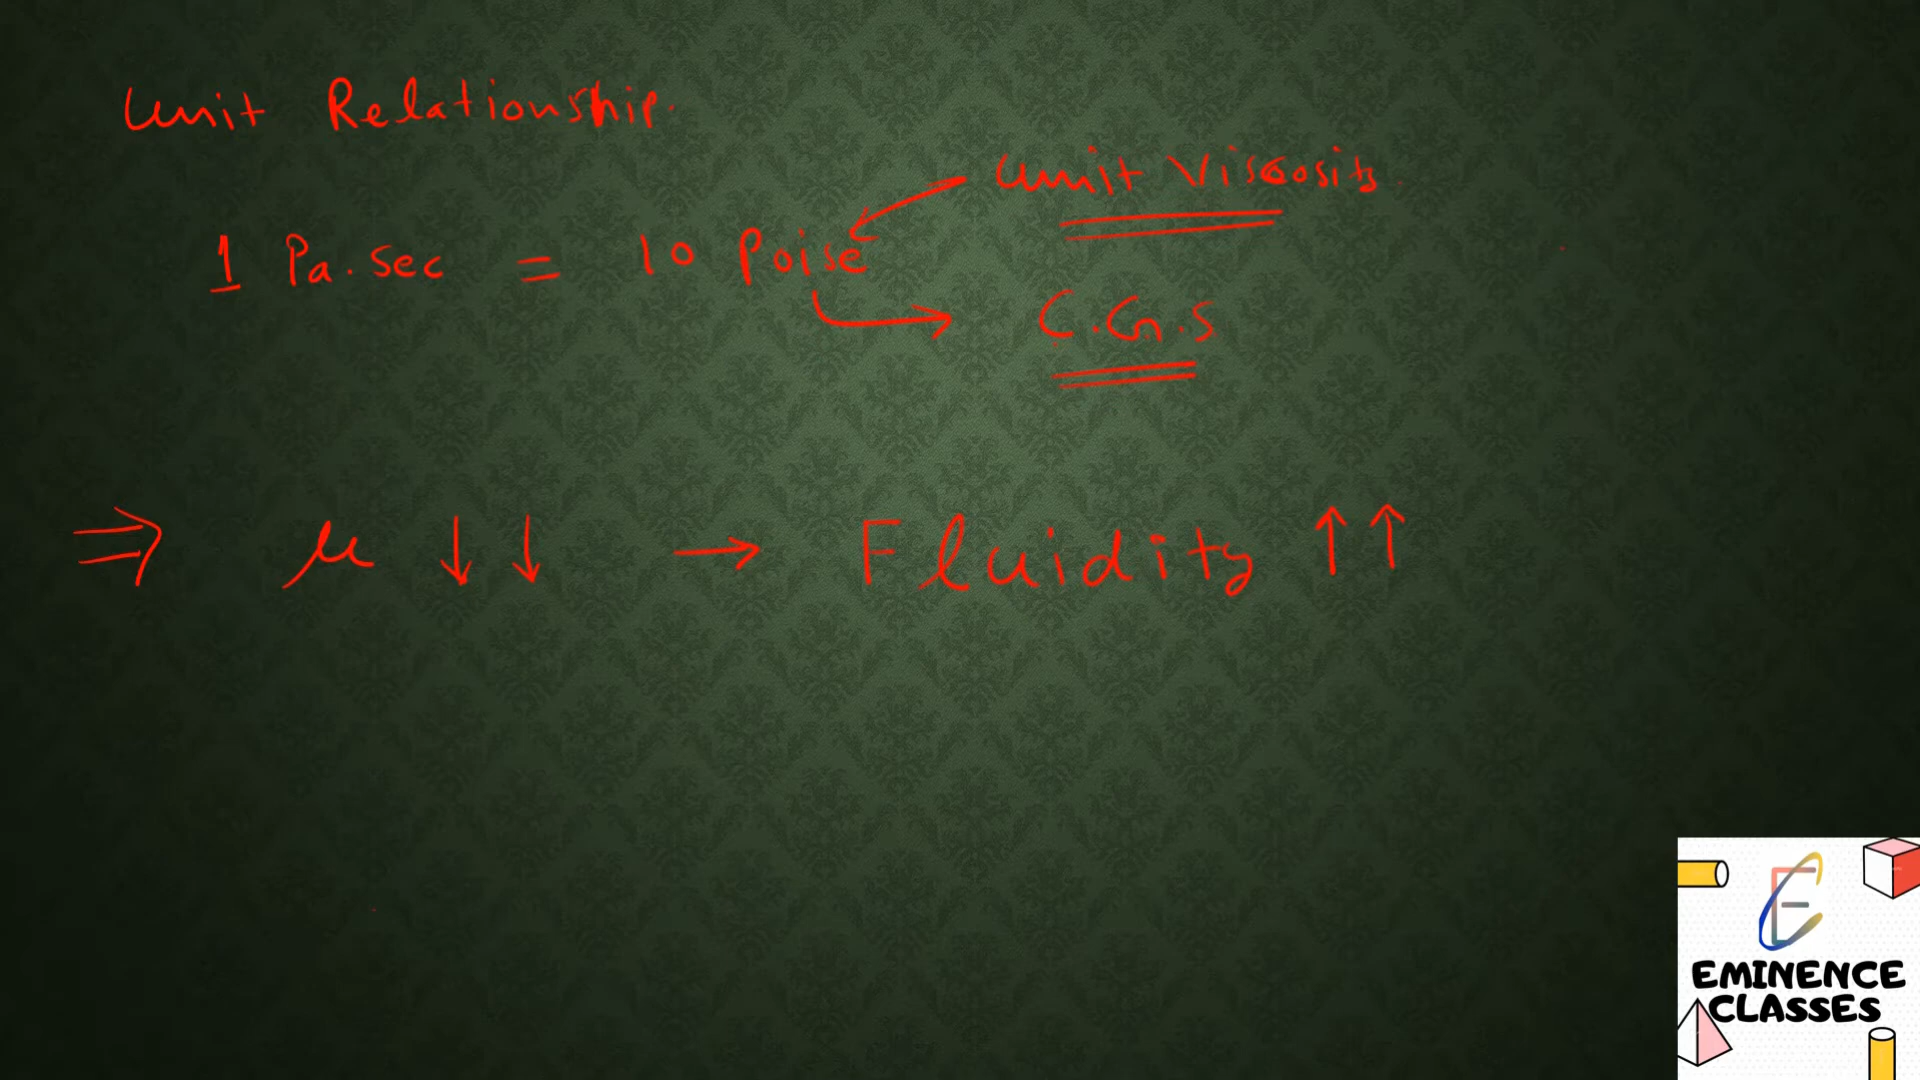 Unit Relationship.
Unit Viscosity.
1 Pa.sec = 10 Poise
C.G.S
⇒ μ ↓↓ → Fluidity ↑↑
EMINENCE
CLASSES